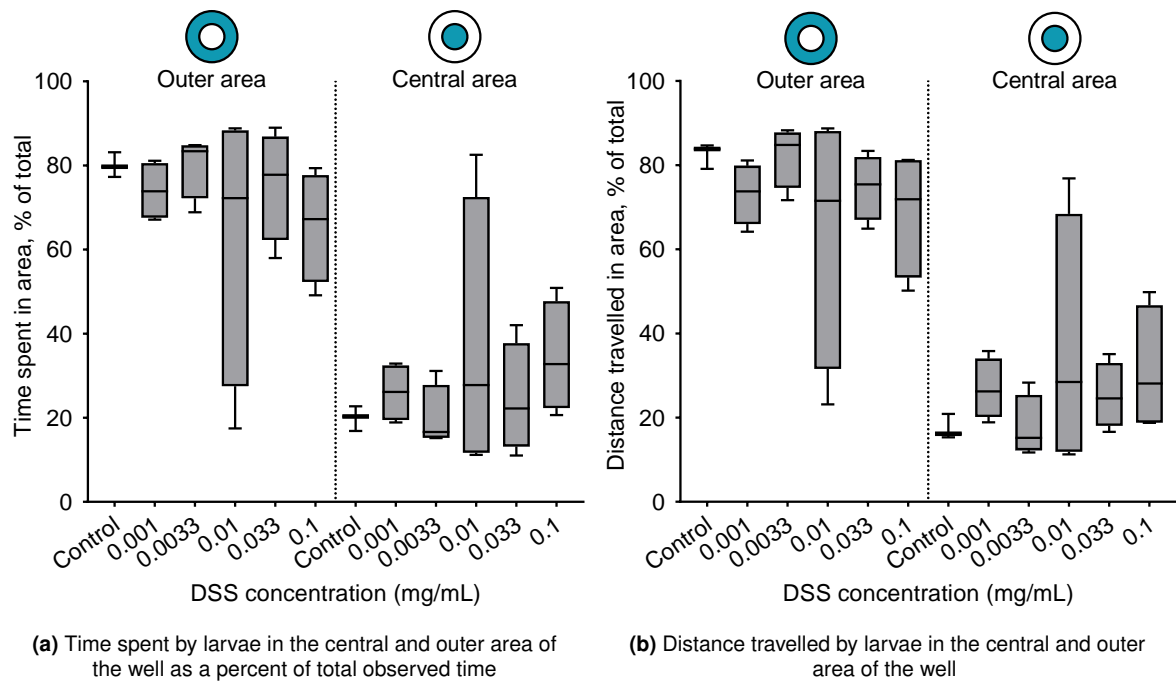 Outer area
Central area
100
80
60
40
20
0
Time spent in area, % of total
Control
0.001
0.0033
0.01
0.033
0.1
Control
0.001
0.0033
0.01
0.033
0.1
DSS concentration (mg/mL)
(a) Time spent by larvae in the central and outer area of
the well as a percent of total observed time
Outer area
Central area
100
80
60
40
20
0
Distance travelled in area, % of total
Control
0.001
0.0033
0.01
0.033
0.1
Control
0.001
0.0033
0.01
0.033
0.1
DSS concentration (mg/mL)
(b) Distance travelled by larvae in the central and outer
area of the well